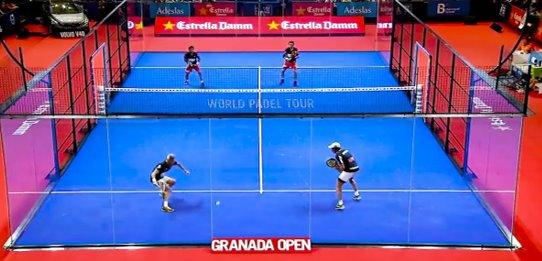 Adeslas
Adeslas
Estrella Damm
Estrella Damm
VOLVO V40
WORLD PADEL TOUR
GRANADA OPEN